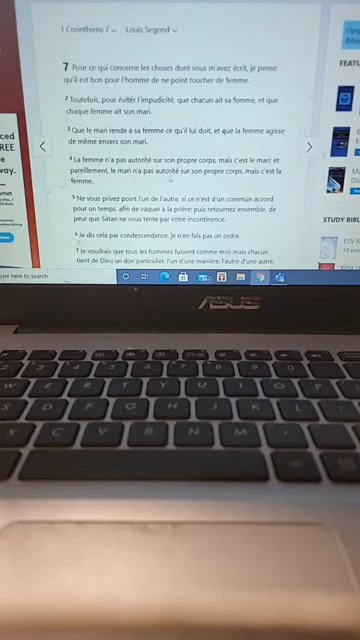 1 Corinthiens 7 Louis Segond
7 Pour ce qui concerne les choses dont vous m'avez écrit, je pense
qu'il est bon pour l'homme de ne point toucher de femme.
2 Toutefois, pour éviter l'impudicité, que chacun ait sa femme, et que
chaque femme ait son mari.
3 Que le mari rende à sa femme ce qu'il lui doit, et que la femme agisse
de même envers son mari.
4 La femme n'a pas autorité sur son propre corps, mais c'est le mari; et
pareillement, le mari n'a pas autorité sur son propre corps, mais c'est la
femme.
5 Ne vous privez point l'un de l'autre, si ce n'est d'un commun accord
pour un temps, afin de vaquer à la prière; puis retournez ensemble, de
peur que Satan ne vous tente par votre incontinence.
6 Je dis cela par condescendance, je n'en fais pas un ordre.
7 Je voudrais que tous les hommes fussent comme moi; mais chacun
tient de Dieu un don particulier, l'un d'une manière, l'autre d'une autre.
FEATU
STUDY BIBL
ESV R
ype here to search
ASUS
W E R T Y U I O P
S D F G H J K L
X C V B N M